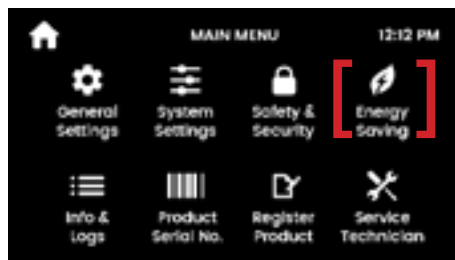 MAIN MENU 12:12 PM
General System Safety & Energy
Settings Settings Security Saving
Info & Product Register Service
Logs Serial No. Product Technician